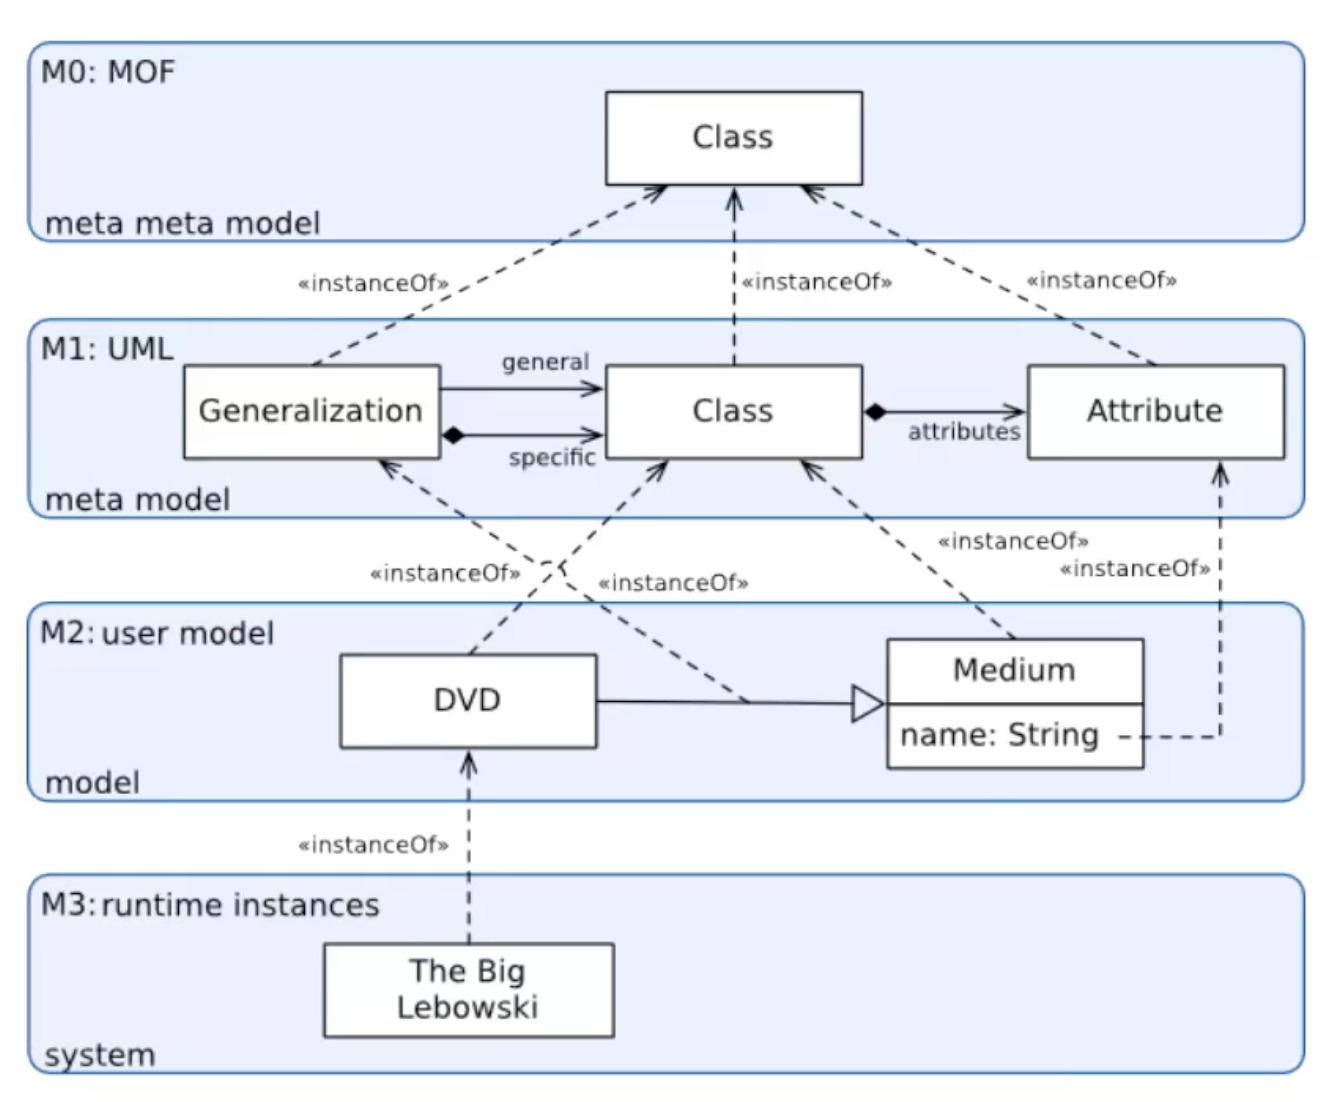 M0: MOF
Class
meta meta model
«instanceOf»
«instanceOf»
«instanceOf»
M1: UML
general
Generalization
Class
Attribute
attributes
specific
meta model
«instanceOf»
«instanceOf»
«instanceOf»
«instanceOf»
M2: user model
Medium
DVD
name: String
model
«instanceOf»
M3: runtime instances
The Big
Lebowski
system